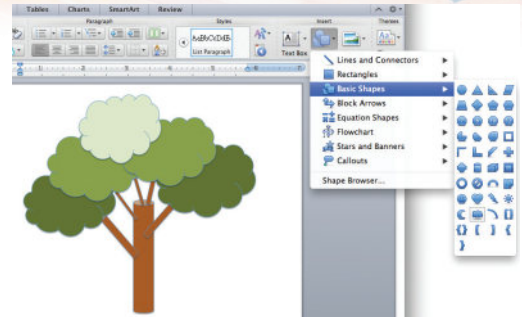 Tables Charts SmartArt Review
Paragraph Styles Insert Themes
AaBbCcDdEe
List Paragraph
Text Box
Lines and Connectors
Rectangles
Basic Shapes
Block Arrows
Equation Shapes
Flowchart
Stars and Banners
Callouts
Shape Browser...